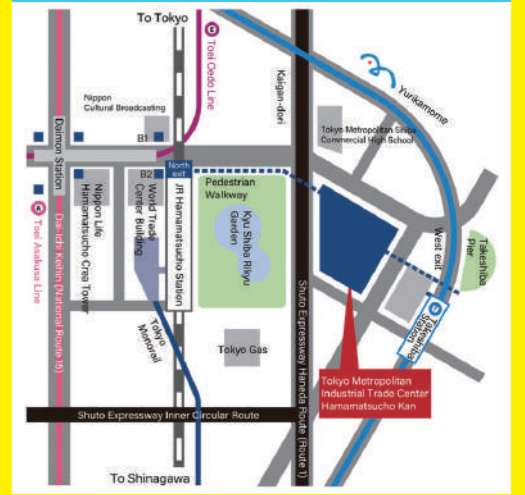 To Tokyo
Toei Oedo Line
Nippon
Cultural Broadcasting
Kaigan-dori
Yurikamome
Tokyo Metropolitan Shiba
Commercial High School
B1
Daimon Station
North
exit
B2
Pedestrian
Walkway
Nippon Life
Hamamatsucho Crea Tower
World Trade
Center Building
JR Hamamatsucho Station
Kyu Shiba Rikyu
Garden
West exit
Takeshiba
Pier
Toei Asakusa Line
Dai-ichi Keihin (National Route 15)
Takeshiba
Station
Shuto Expressway Haneda Route (Route 1)
Tokyo
Monorail
Tokyo Gas
Tokyo Metropolitan
Industrial Trade Center
Hamamatsucho Kan
Shuto Expressway Inner Circular Route
To Shinagawa